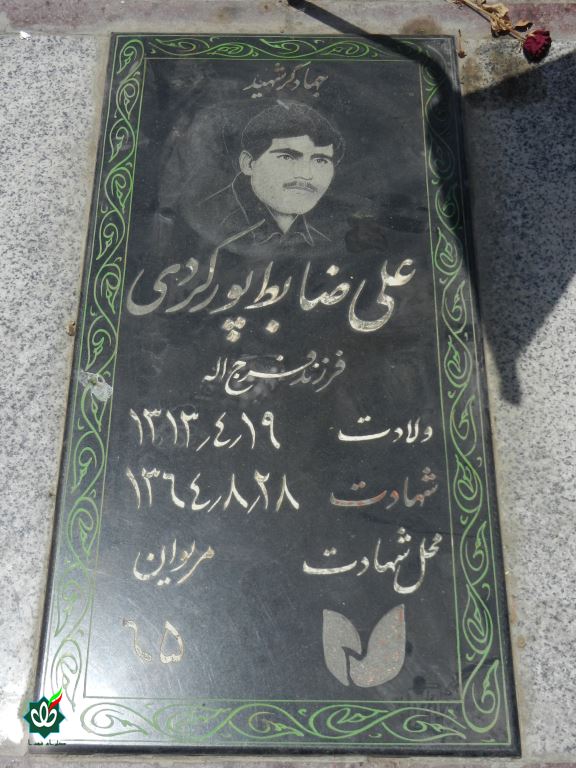 جهادگر شهید
علی ضابط پور کردی
فرزند فرج اله
ولادت ۱۳۱۳٫۴٫۱۹
شهادت ۱۳۶۴٫۸٫۲۸
محل شهادت مریوان
۶۵